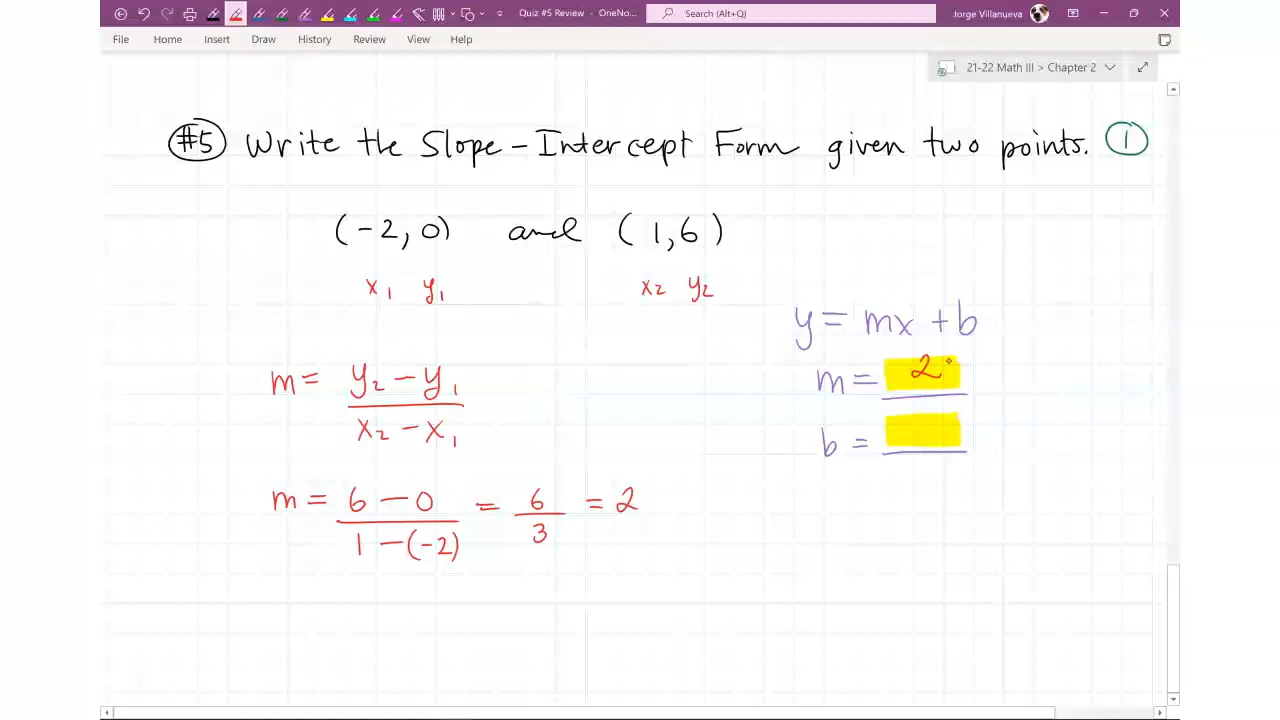 Quiz #5 Review - OneNo...
Search (Alt+Q)
Jorge Villanueva
File Home Insert Draw History Review View Help
21-22 Math III > Chapter 2
#5 Write the Slope-Intercept Form given two points. 1
(-2, 0) and (1, 6)
x1 y1 x2 y2
y = mx + b
m = 2
b =
m = y2 - y1
x2 - x1
m = 6 - 0 = 6 = 2
1 - (-2) 3